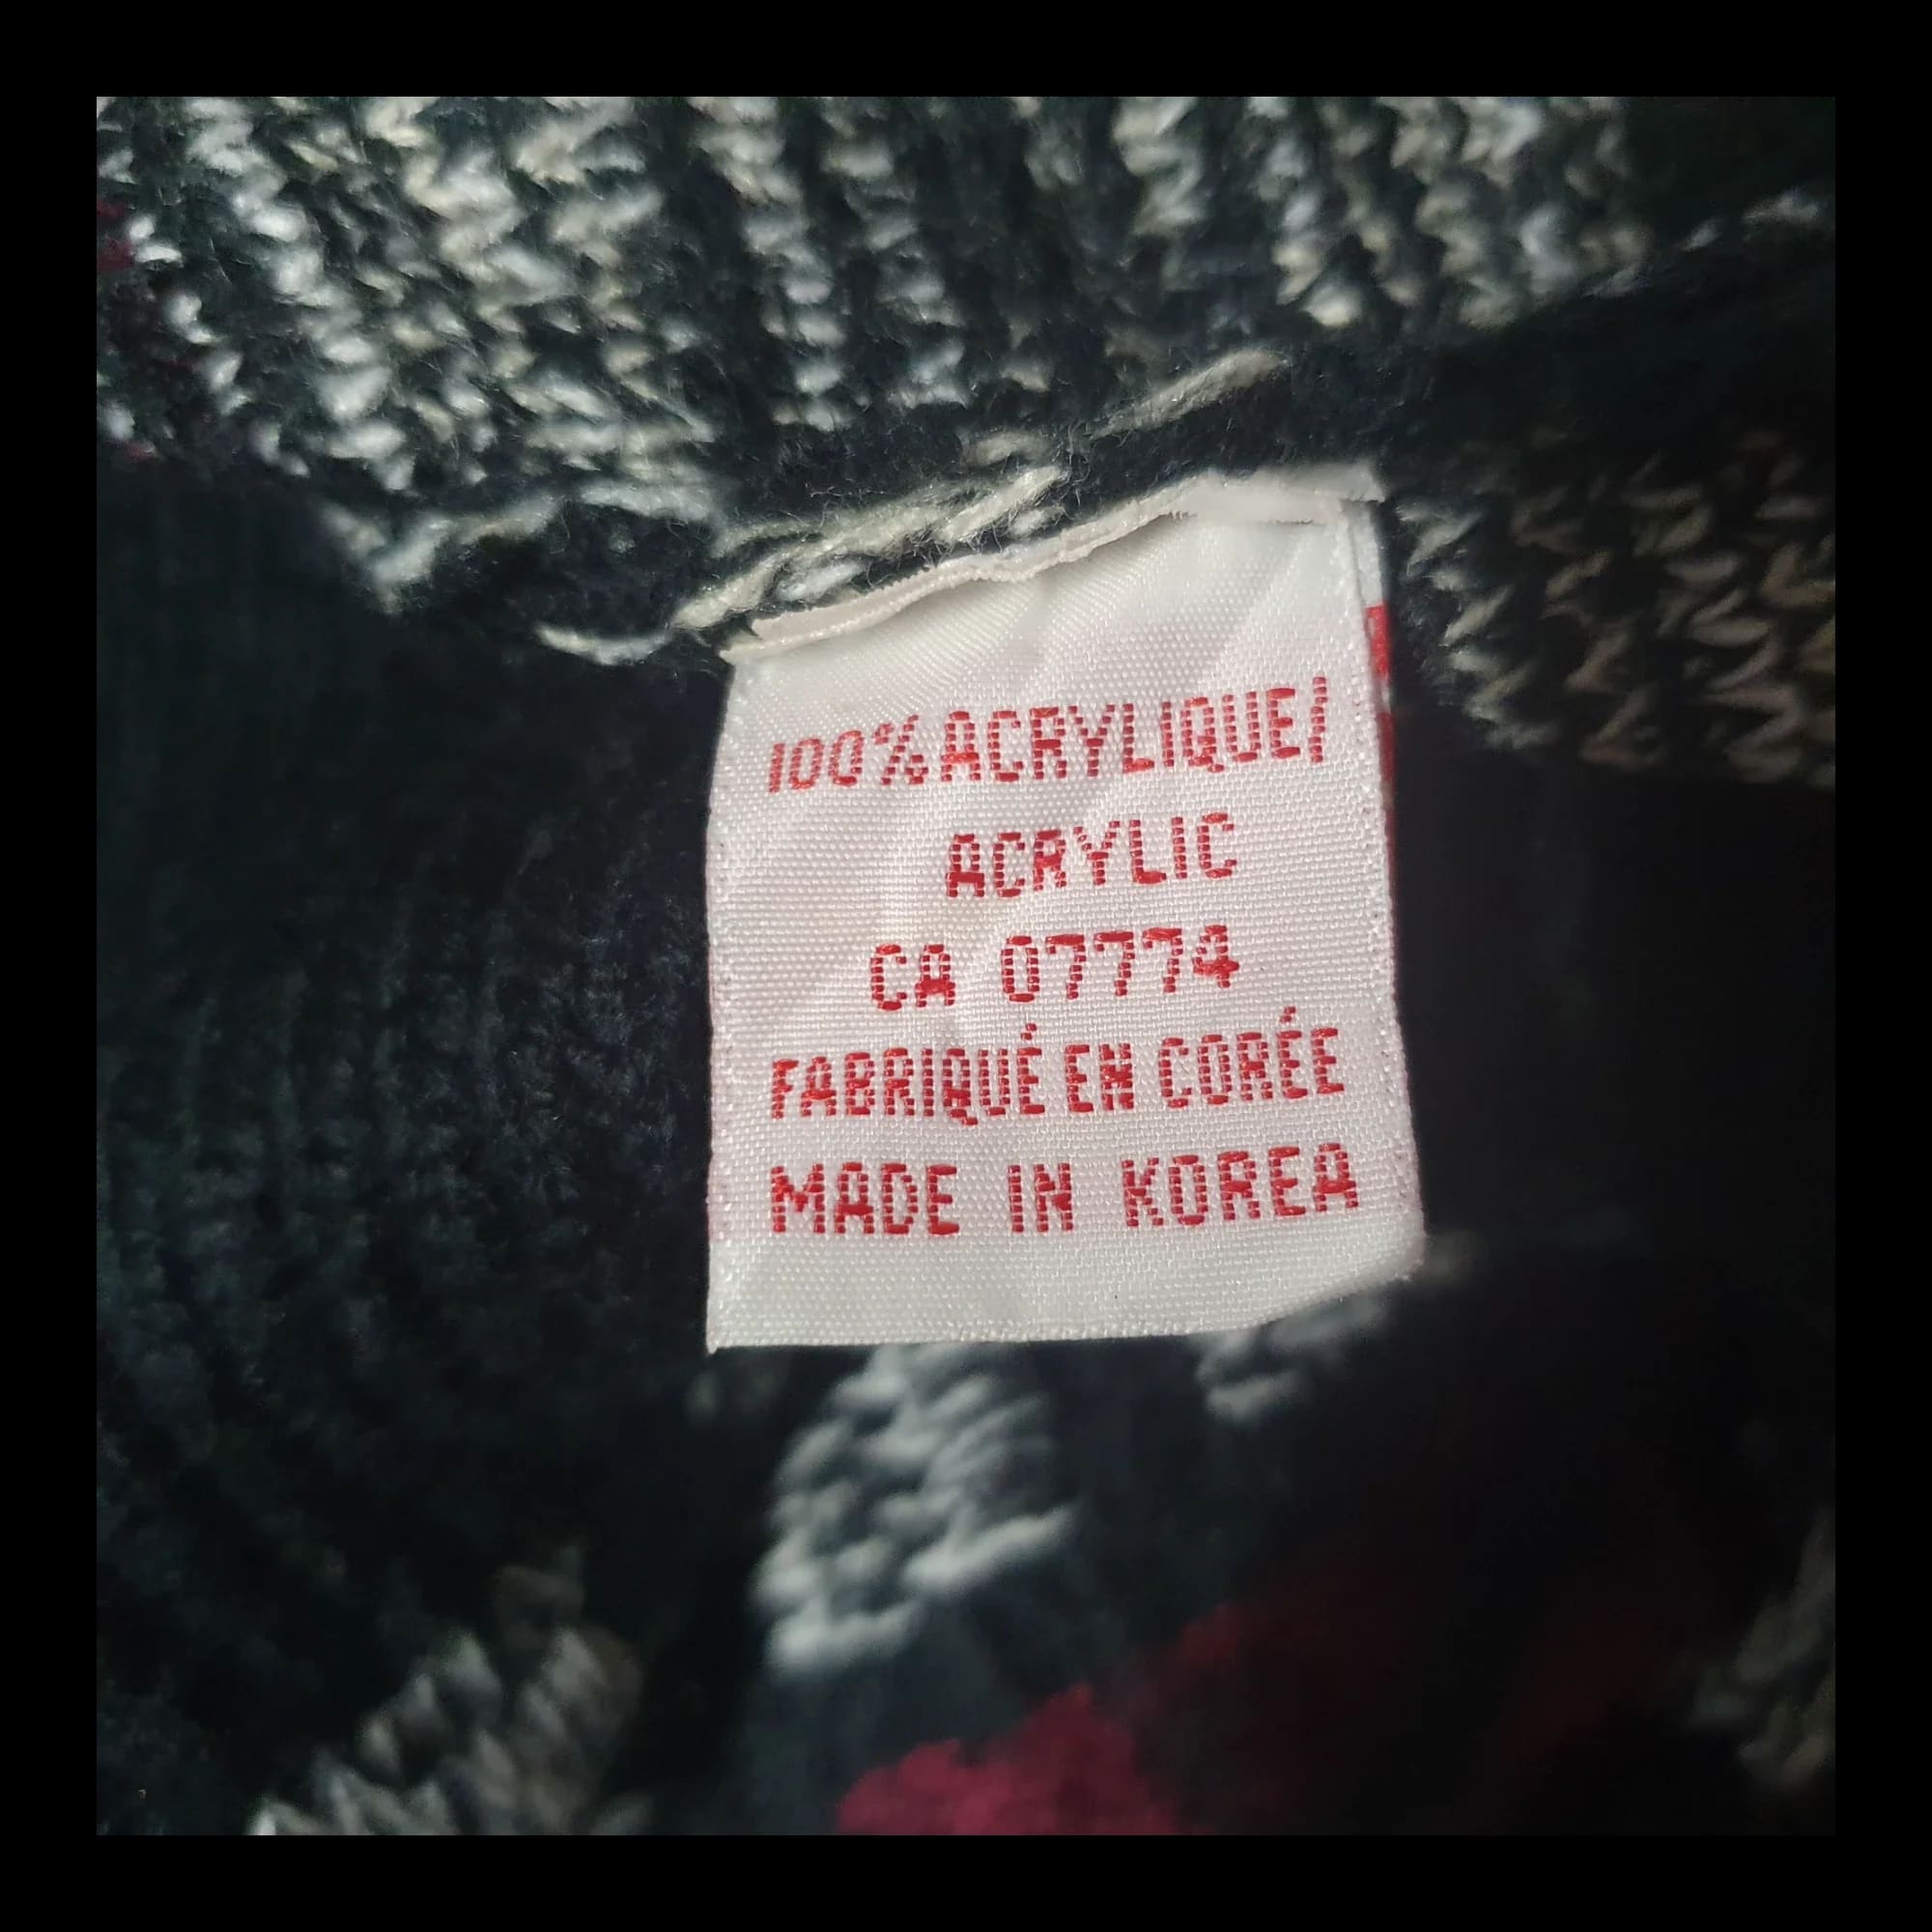 100% ACRYLIQUE/
ACRYLIC
CA 07774
FABRIQUÉ EN CORÉE
MADE IN KOREA